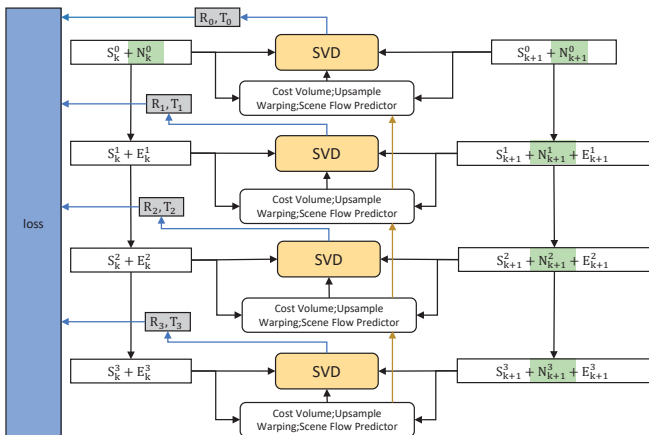 R₀, T₀
SVD
S⁰ₖ + N⁰ₖ
S⁰ₖ₊₁ + N⁰ₖ₊₁
Cost Volume;Upsample
Warping;Scene Flow Predictor
R₁, T₁
SVD
S¹ₖ + E¹ₖ
S¹ₖ₊₁ + N¹ₖ₊₁ + E¹ₖ₊₁
Cost Volume;Upsample
Warping;Scene Flow Predictor
R₂, T₂
loss
SVD
S²ₖ + E²ₖ
S²ₖ₊₁ + N²ₖ₊₁ + E²ₖ₊₁
Cost Volume;Upsample
Warping;Scene Flow Predictor
R₃, T₃
SVD
S³ₖ + E³ₖ
S³ₖ₊₁ + N³ₖ₊₁ + E³ₖ₊₁
Cost Volume;Upsample
Warping;Scene Flow Predictor